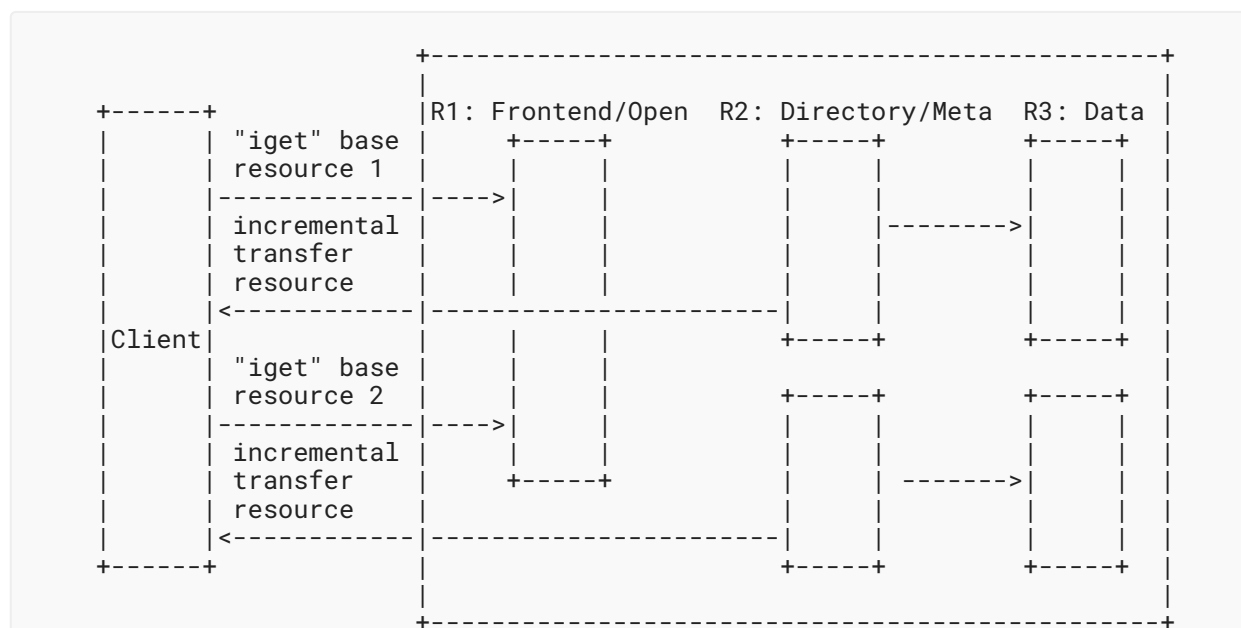 R1: Frontend/Open R2: Directory/Meta R3: Data
"iget" base
resource 1
incremental
transfer
resource
Client
"iget" base
resource 2
incremental
transfer
resource